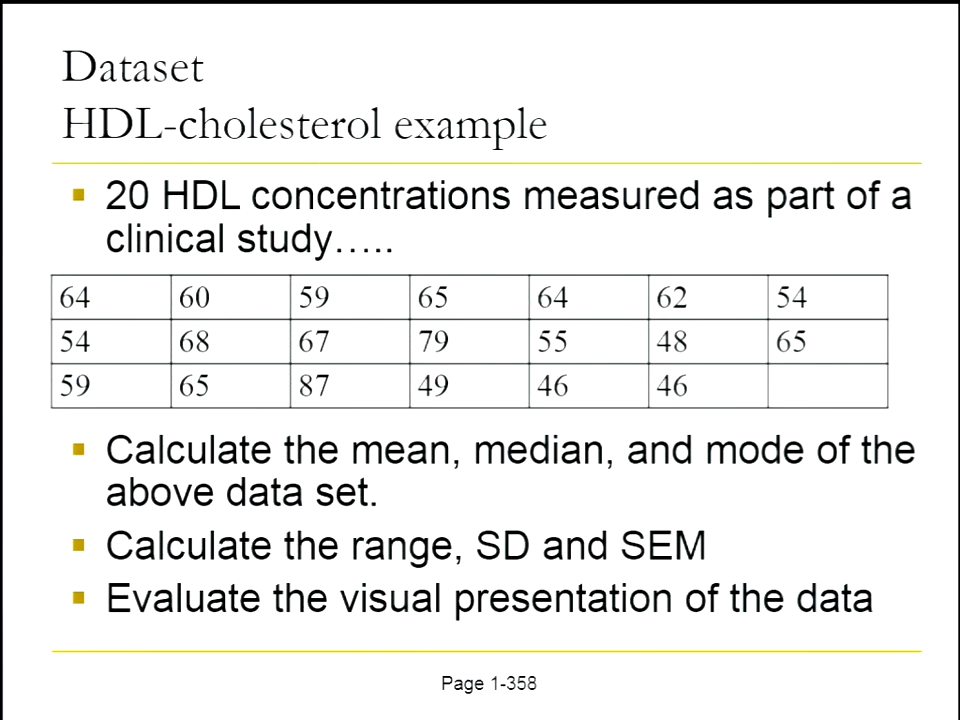 Dataset
HDL-cholesterol example
20 HDL concentrations measured as part of a
clinical study…..
64 60 59 65 64 62 54
54 68 67 79 55 48 65
59 65 87 49 46 46
Calculate the mean, median, and mode of the
above data set.
Calculate the range, SD and SEM
Evaluate the visual presentation of the data
Page 1-358